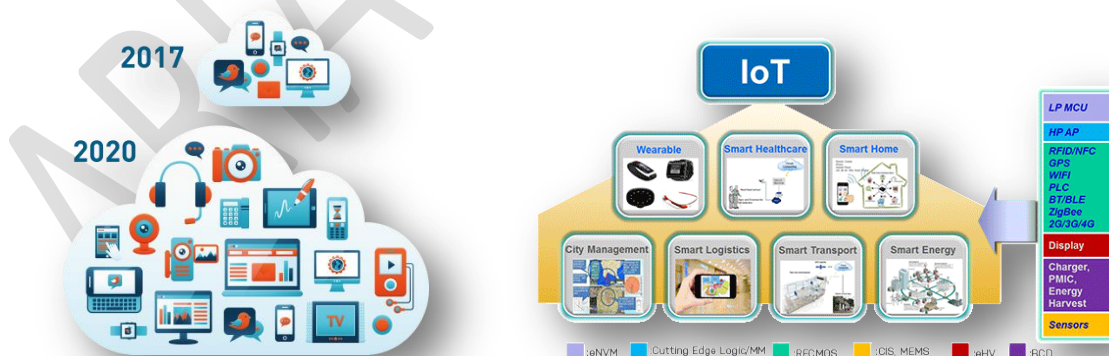 2017
2020
TV
IoT
Wearable
Smart Healthcare
Smart Home
City Management
Smart Logistics
Smart Transport
Smart Energy
LP MCU
HP AP
RFID/NFC
GPS
WIFI
PLC
BT/BLE
ZigBee
2G/3G/4G
Display
Charger,
PMIC,
Energy
Harvest
Sensors
:eNVM :Cutting Edge Logic/MM :RFCMOS :CIS, MEMS :eHV :BCD